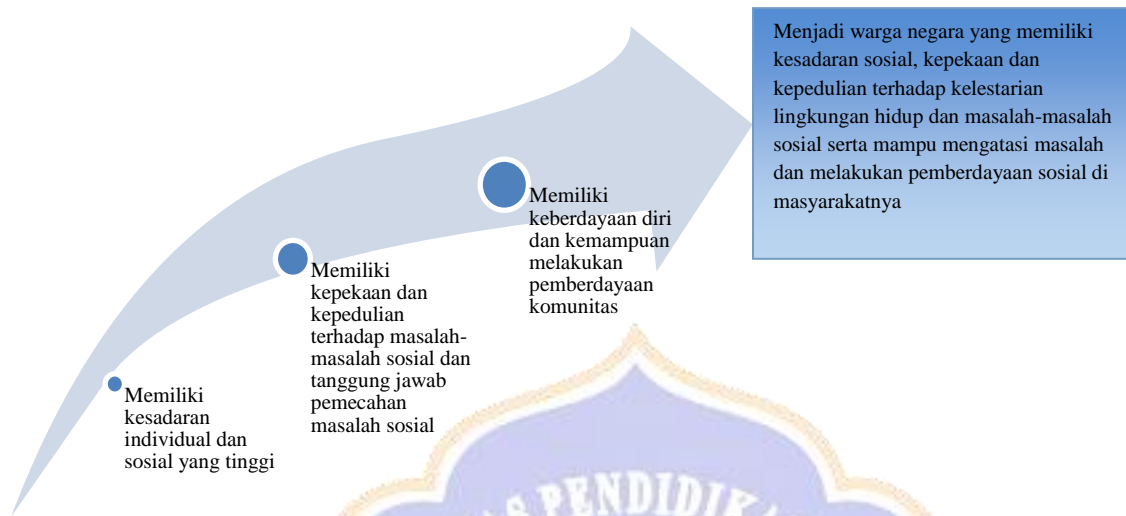 Menjadi warga negara yang memiliki
kesadaran sosial, kepekaan dan
kepedulian terhadap kelestarian
lingkungan hidup dan masalah-masalah
sosial serta mampu mengatasi masalah
dan melakukan pemberdayaan sosial di
masyarakatnya
Memiliki
keberdayaan diri
dan kemampuan
melakukan
pemberdayaan
komunitas
Memiliki
kepekaan dan
kepedulian
terhadap masalah-
masalah sosial dan
tanggung jawab
pemecahan
masalah sosial
Memiliki
kesadaran
individual dan
sosial yang tinggi